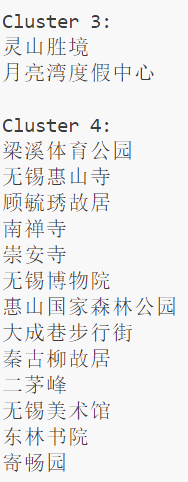 Cluster 3:
灵山胜境
月亮湾度假中心
Cluster 4:
梁溪体育公园
无锡惠山寺
顾毓琇故居
南禅寺
崇安寺
无锡博物院
惠山国家森林公园
大成巷步行街
秦古柳故居
二茅峰
无锡美术馆
东林书院
寄畅园